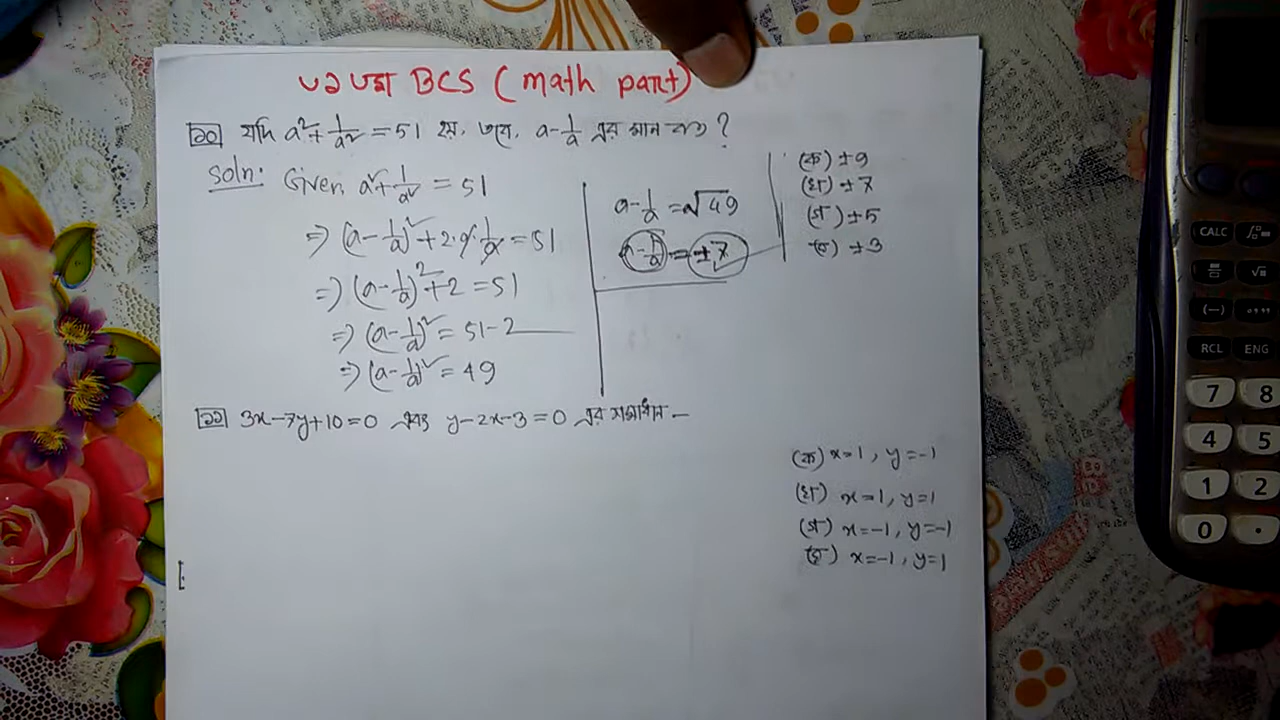 ৩১ তম BCS (math part)
১০ যদি a²+1/a²=51 হয়, তবে, a-1/a এর মান কত?
Soln: Given, a²+1/a² = 51
⇒ (a-1/a)²+2·a·1/a=51
⇒ (a-1/a)²+2=51
⇒ (a-1/a)² = 51-2
⇒ (a-1/a)² = 49
a-1/a=√49
a-1/a=±7
(ক) ±9
(খ) ±7
(গ) ±5
(ঘ) ±3
১১ 3x-7y+10=0 এবং y-2x-3=0 এর সমাধান —
(ক) x=1, y=-1
(খ) x=1, y=1
(গ) x=-1, y=-1
(ঘ) x=-1, y=1
CALC
RCL ENG
7 8
4 5
1 2
0 ·